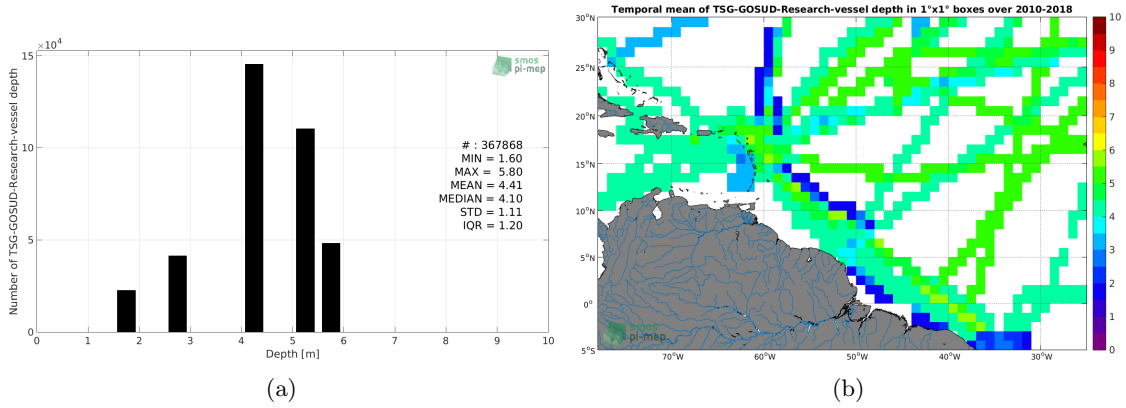 ×10⁴
15
10
5
0
Number of TSG-GOSUD-Research-vessel depth
smos
pi-mep
# : 367868
MIN = 1.60
MAX = 5.80
MEAN = 4.41
MEDIAN = 4.10
STD = 1.11
IQR = 1.20
0 1 2 3 4 5 6 7 8 9 10
Depth [m]
(a)
Temporal mean of TSG-GOSUD-Research-vessel depth in 1°x1° boxes over 2010-2018
30°N
25°N
20°N
15°N
10°N
5°N
0°
5°S
70°W 60°W 50°W 40°W 30°W
smos
pi-mep
10
9
8
7
6
5
4
3
2
1
0
(b)